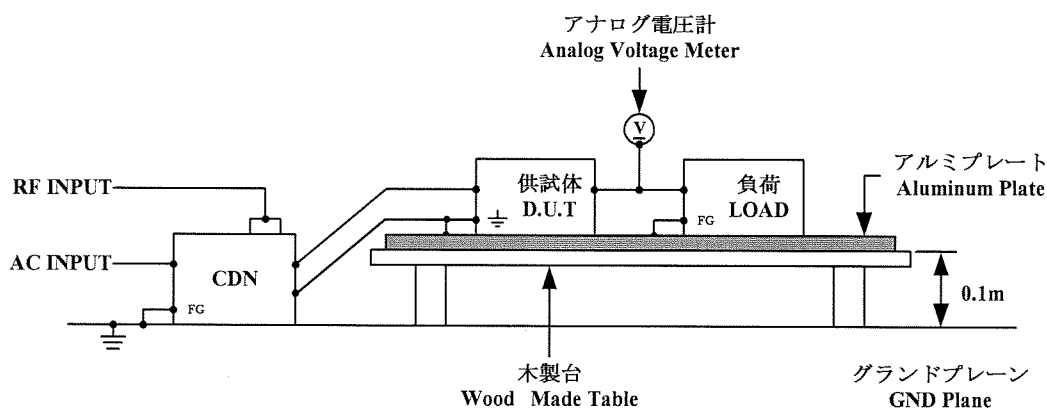 アナログ電圧計
Analog Voltage Meter
V
RF INPUT
供試体
D.U.T
負荷
LOAD
FG
アルミプレート
Aluminum Plate
AC INPUT
CDN
FG
0.1m
木製台
Wood Made Table
グランドプレーン
GND Plane